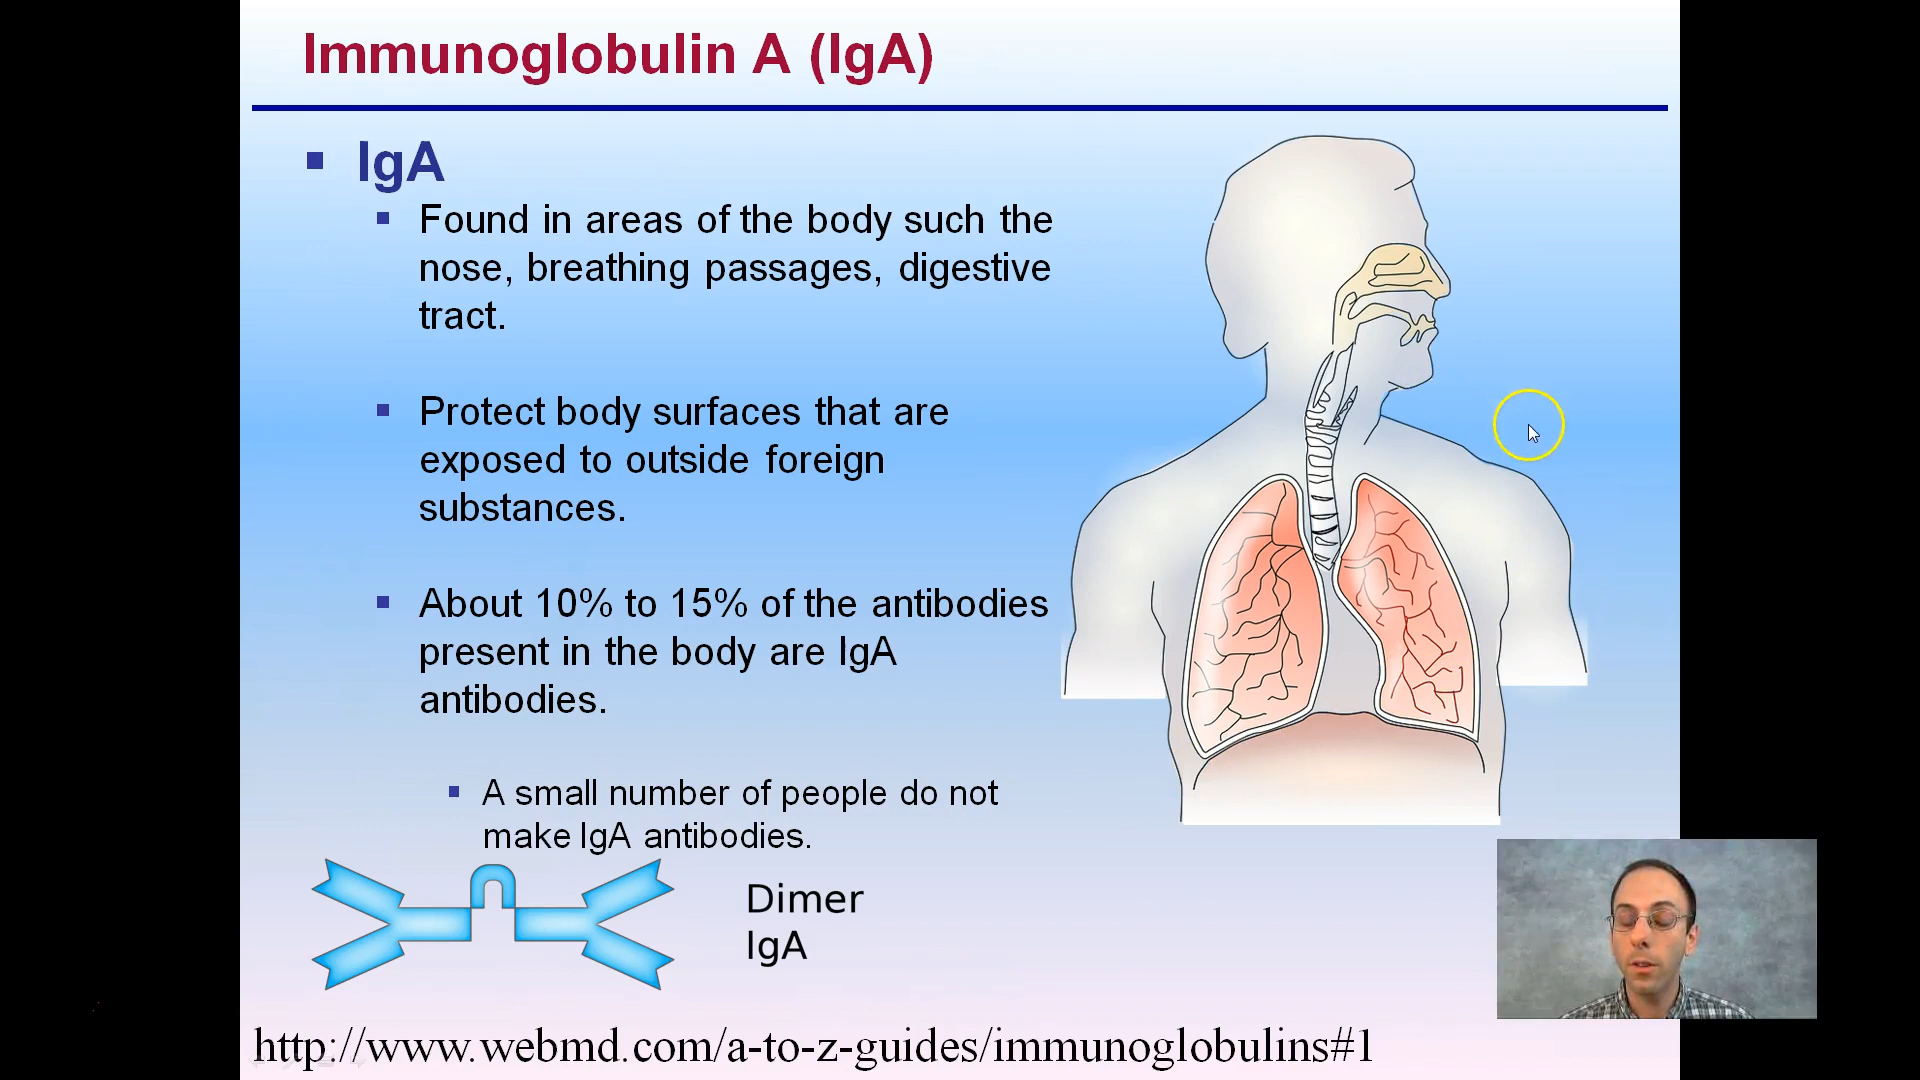 Immunoglobulin A (IgA)
IgA
Found in areas of the body such the
nose, breathing passages, digestive
tract.
Protect body surfaces that are
exposed to outside foreign
substances.
About 10% to 15% of the antibodies
present in the body are IgA
antibodies.
A small number of people do not
make IgA antibodies.
Dimer
IgA
http://www.webmd.com/a-to-z-guides/immunoglobulins#1